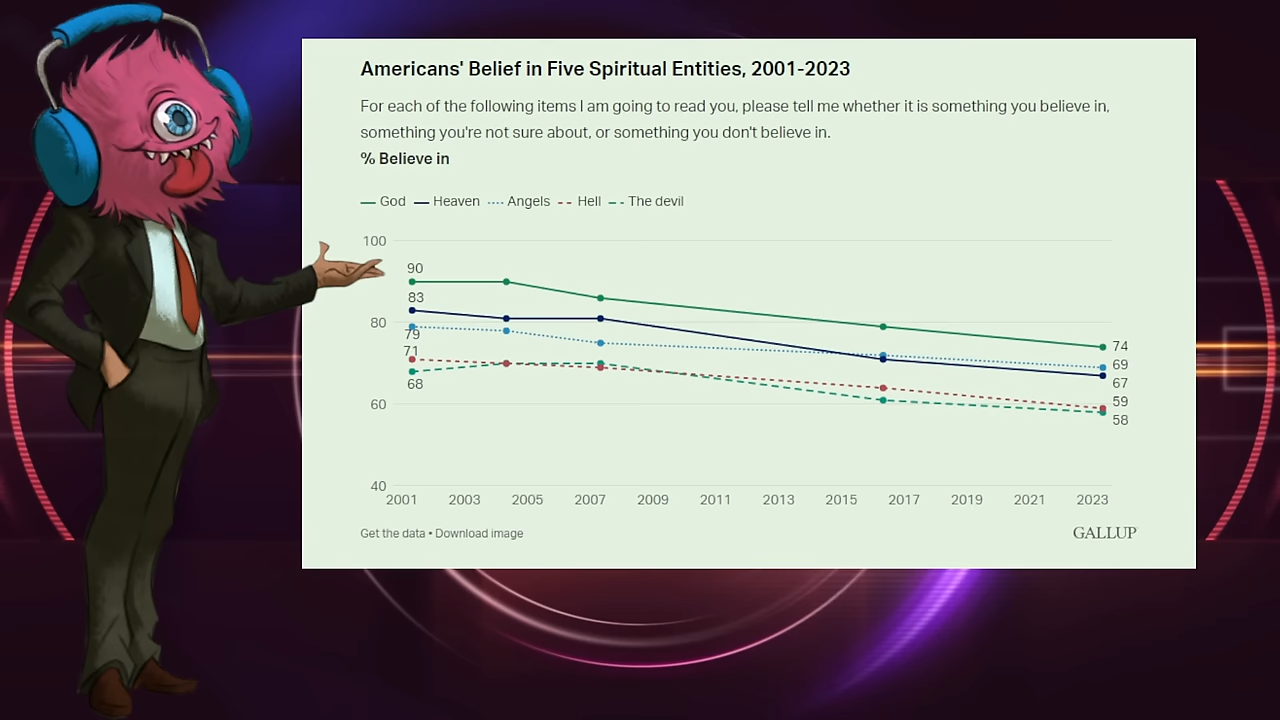 Americans' Belief in Five Spiritual Entities, 2001-2023
For each of the following items I am going to read you, please tell me whether it is something you believe in,
something you're not sure about, or something you don't believe in.
% Believe in
God Heaven Angels Hell The devil
100
90
83
80
79
71
68
74
69
67
59
58
60
40
2001 2003 2005 2007 2009 2011 2013 2015 2017 2019 2021 2023
Get the data • Download image
GALLUP